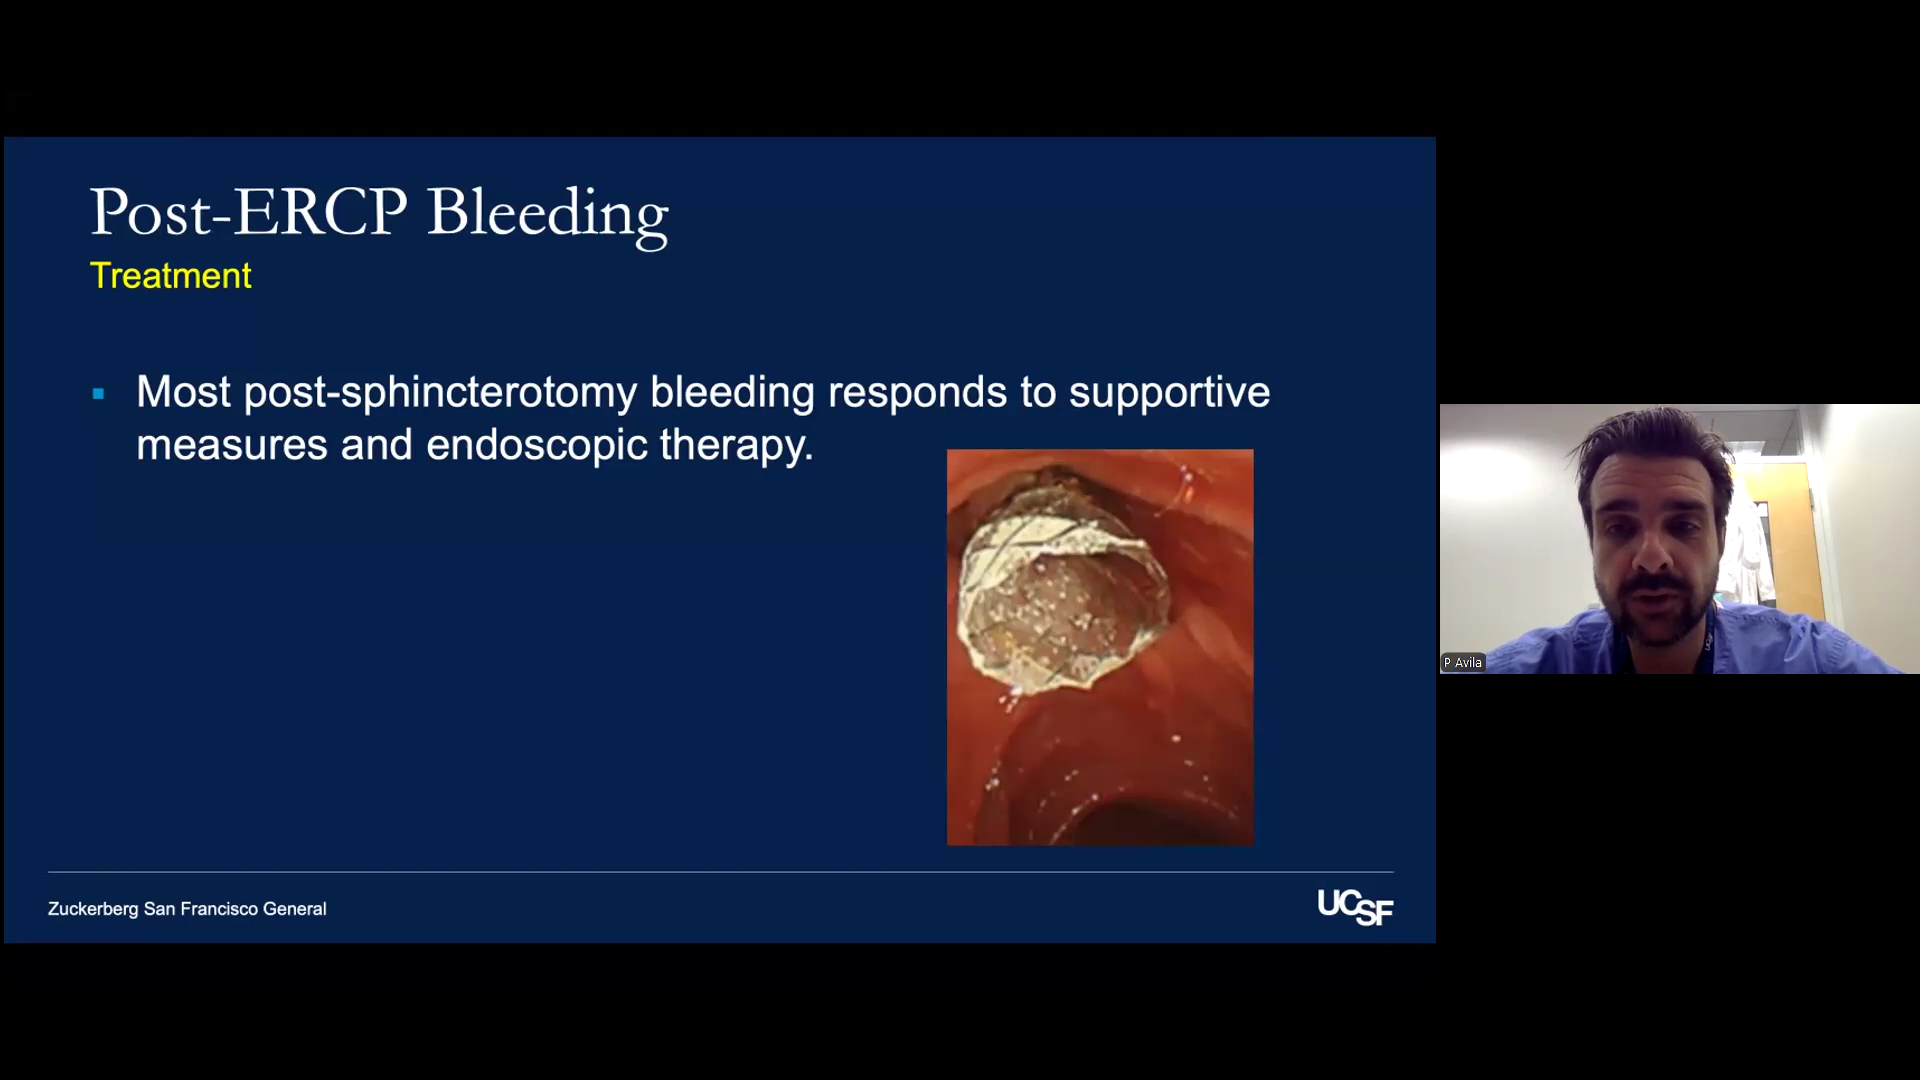 Post-ERCP Bleeding
Treatment
Most post-sphincterotomy bleeding responds to supportive
measures and endoscopic therapy.
P Avila
Zuckerberg San Francisco General
UCSF